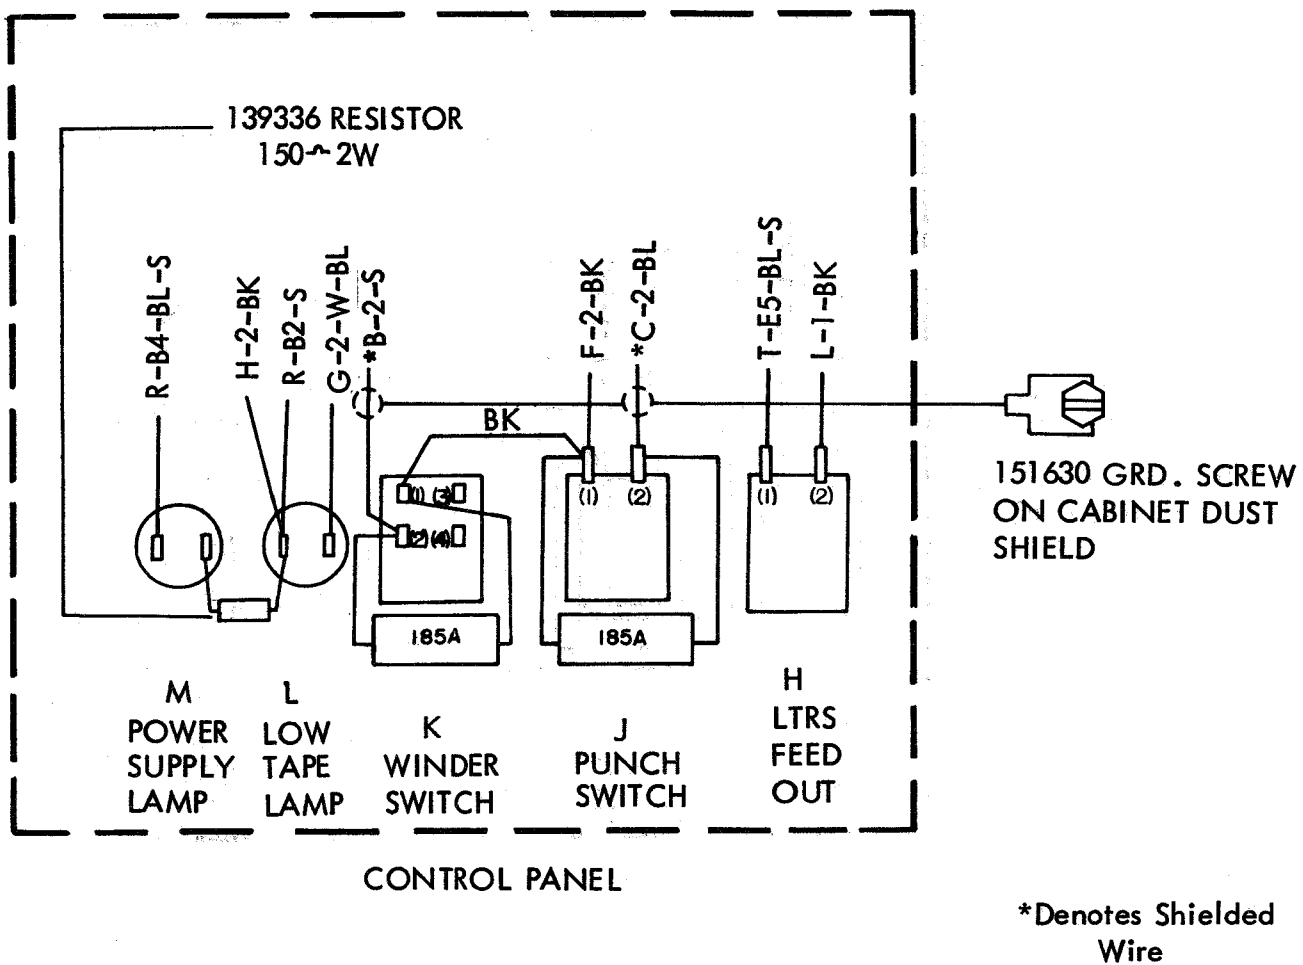 139336 RESISTOR
150 2W
R-B4-BL-S
H-2-BK
R-B2-S
G-2-W-BL
*B-2-S
F-2-BK
*C-2-BL
T-E5-BL-S
L-1-BK
BK
(1) (3)
(2) (4)
(1) (2)
(1) (2)
151630 GRD. SCREW
ON CABINET DUST
SHIELD
185A
185A
M
POWER
SUPPLY
LAMP
L
LOW
TAPE
LAMP
K
WINDER
SWITCH
J
PUNCH
SWITCH
H
LTRS
FEED
OUT
CONTROL PANEL
*Denotes Shielded
Wire